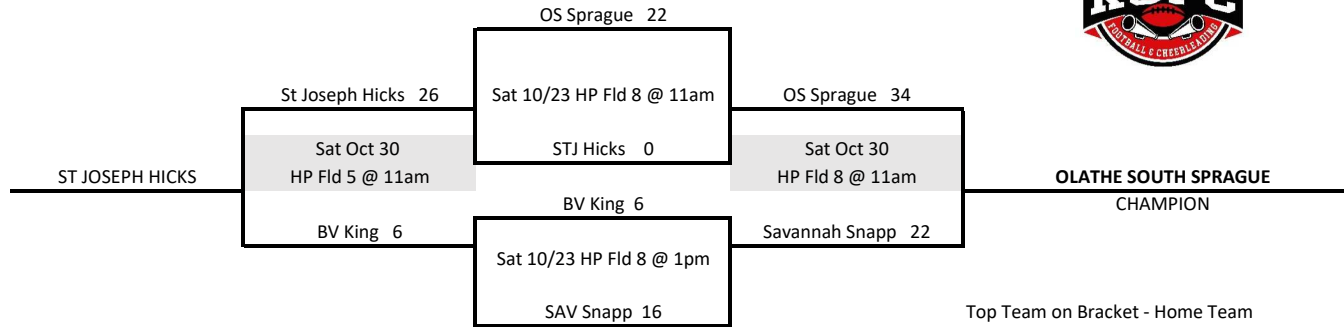 OS Sprague 22
FOOTBALL & CHEERLEADING
St Joseph Hicks 26
Sat 10/23 HP Fld 8 @ 11am
OS Sprague 34
Sat Oct 30
HP Fld 5 @ 11am
STJ Hicks 0
Sat Oct 30
HP Fld 8 @ 11am
ST JOSEPH HICKS
OLATHE SOUTH SPRAGUE
CHAMPION
BV King 6
BV King 6
Savannah Snapp 22
Sat 10/23 HP Fld 8 @ 1pm
SAV Snapp 16
Top Team on Bracket - Home Team